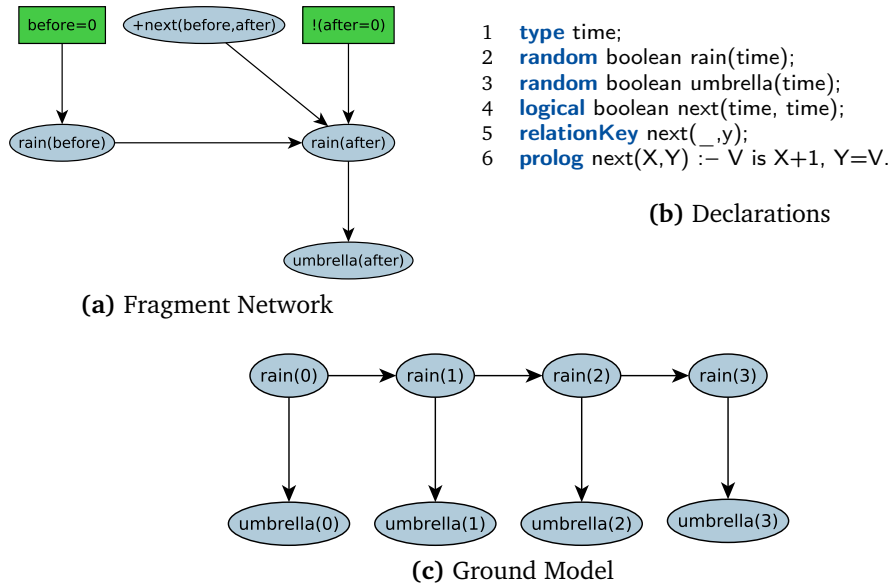 before=0
+next(before,after)
!(after=0)
rain(before)
rain(after)
umbrella(after)
(a) Fragment Network
1 type time;
2 random boolean rain(time);
3 random boolean umbrella(time);
4 logical boolean next(time, time);
5 relationKey next(_,y);
6 prolog next(X,Y) :– V is X+1, Y=V.
(b) Declarations
rain(0)
rain(1)
rain(2)
rain(3)
umbrella(0)
umbrella(1)
umbrella(2)
umbrella(3)
(c) Ground Model